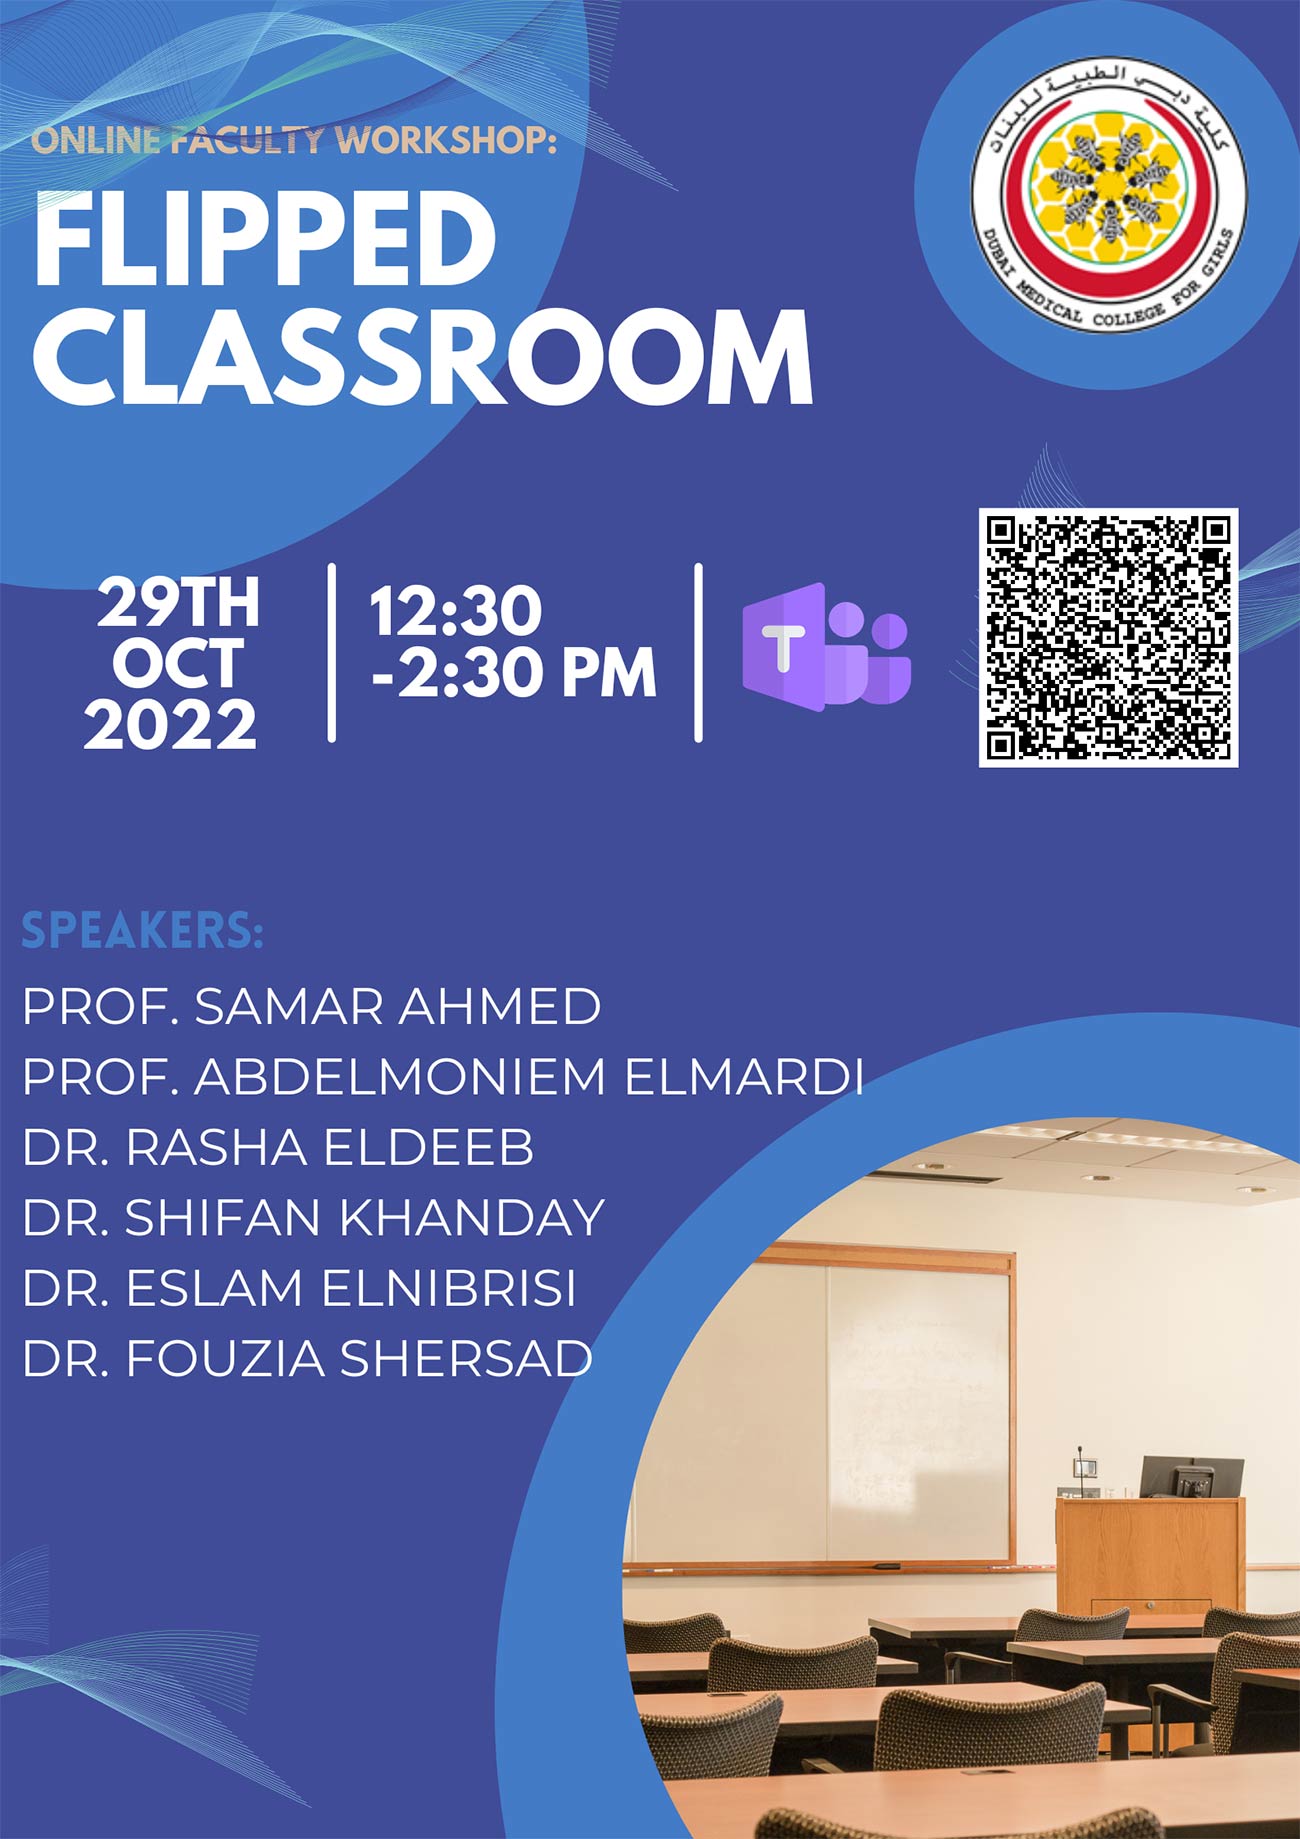 ONLINE FACULTY WORKSHOP:
FLIPPED
CLASSROOM
كلية دبي الطبية للبنات
DUBAI MEDICAL COLLEGE FOR GIRLS
29TH
OCT
2022
12:30
-2:30 PM
T
SPEAKERS:
PROF. SAMAR AHMED
PROF. ABDELMONIEM ELMARDI
DR. RASHA ELDEEB
DR. SHIFAN KHANDAY
DR. ESLAM ELNIBRISI
DR. FOUZIA SHERSAD